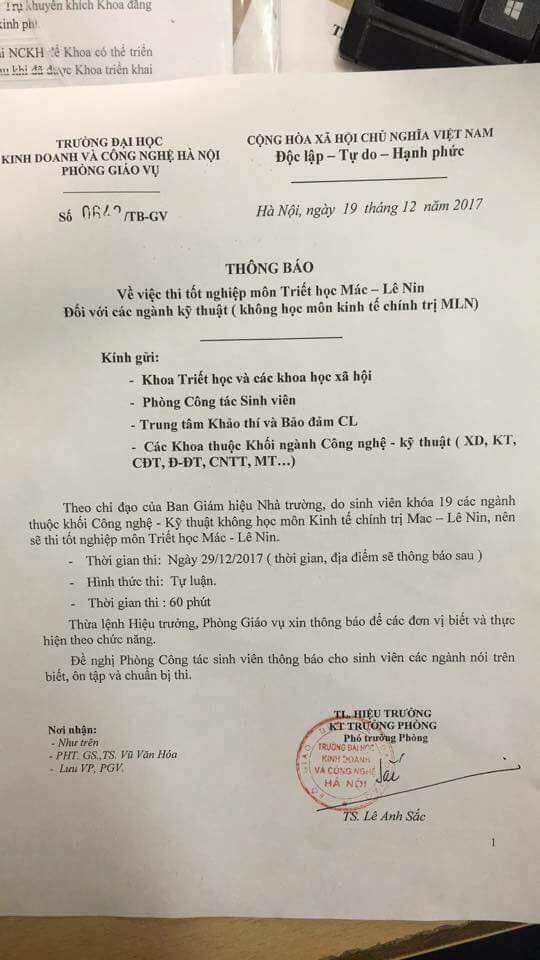 Trụ khuyến khích Khoa đăng
kinh phí.
ài NCKH để Khoa có thể triển
au khi đã được Khoa triển khai
TRƯỜNG ĐẠI HỌC
KINH DOANH VÀ CÔNG NGHỆ HÀ NỘI
PHÒNG GIÁO VỤ
Số 0642/TB-GV
CỘNG HÒA XÃ HỘI CHỦ NGHĨA VIỆT NAM
Độc lập – Tự do – Hạnh phúc
Hà Nội, ngày 19 tháng 12 năm 2017
THÔNG BÁO
Về việc thi tốt nghiệp môn Triết học Mác – Lê Nin
Đối với các ngành kỹ thuật ( không học môn kinh tế chính trị MLN)
Kính gửi:
- Khoa Triết học và các khoa học xã hội
- Phòng Công tác Sinh viên
- Trung tâm Khảo thí và Bảo đảm CL
- Các Khoa thuộc Khối ngành Công nghệ - kỹ thuật ( XD, KT,
CĐT, Đ-ĐT, CNTT, MT…)
Theo chỉ đạo của Ban Giám hiệu Nhà trường, do sinh viên khóa 19 các ngành
thuộc khối Công nghệ - Kỹ thuật không học môn Kinh tế chính trị Mac – Lê Nin, nên
sẽ thi tốt nghiệp môn Triết học Mác - Lê Nin.
- Thời gian thi: Ngày 29/12/2017 ( thời gian, địa điểm sẽ thông báo sau )
- Hình thức thi: Tự luận.
- Thời gian thi : 60 phút
Thừa lệnh Hiệu trưởng, Phòng Giáo vụ xin thông báo để các đơn vị biết và thực
hiện theo chức năng.
Đề nghị Phòng Công tác sinh viên thông báo cho sinh viên các ngành nói trên
biết, ôn tập và chuẩn bị thi.
Nơi nhận:
- Như trên
- PHT. GS.,TS. Vũ Văn Hóa
- Lưu VP, PGV.
TL. HIỆU TRƯỞNG
KT TRƯỞNG PHÒNG
Phó trưởng Phòng
TRƯỜNG ĐẠI HỌC
KINH DOANH
VÀ CÔNG NGHỆ
HÀ NỘI
TS. Lê Anh Sắc
1